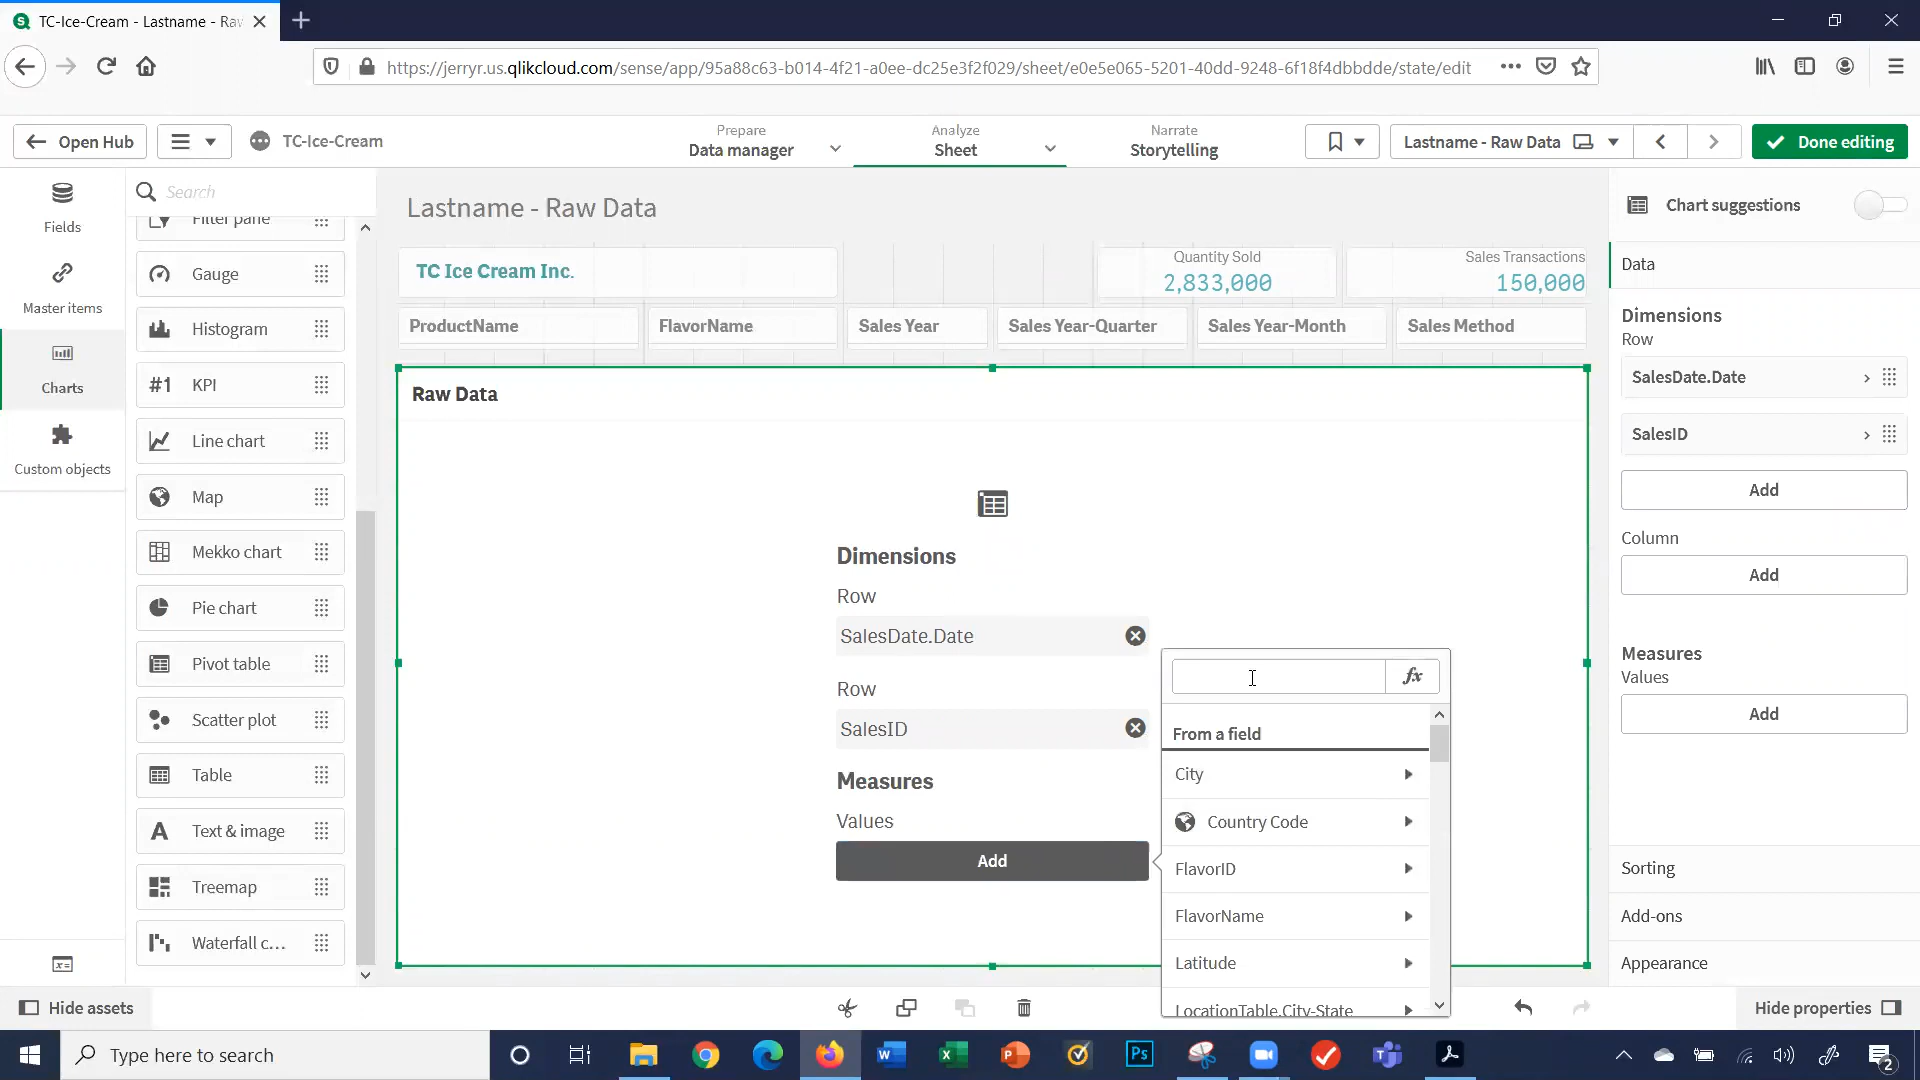 TC-Ice-Cream - Lastname - Raw
https://jerryr.us.qlikcloud.com/sense/app/95a88c63-b014-4f21-a0ee-dc25e3f2f029/sheet/e0e5e065-5201-40dd-9248-6f18f4dbbdde/state/edit
Open Hub
TC-Ice-Cream
Prepare
Data manager
Analyze
Sheet
Narrate
Storytelling
Lastname - Raw Data
Done editing
Fields
Master items
Charts
Custom objects
Search
Filter pane
Gauge
Histogram
#1 KPI
Line chart
Map
Mekko chart
Pie chart
Pivot table
Scatter plot
Table
A Text & image
Treemap
Waterfall c...
Lastname - Raw Data
TC Ice Cream Inc.
Quantity Sold
2,833,000
Sales Transactions
150,000
ProductName
FlavorName
Sales Year
Sales Year-Quarter
Sales Year-Month
Sales Method
Raw Data
Dimensions
Row
SalesDate.Date
Row
SalesID
Measures
Values
Add
fx
From a field
City
Country Code
FlavorID
FlavorName
Latitude
LocationTable.City-State
Chart suggestions
Data
Dimensions
Row
SalesDate.Date
SalesID
Add
Column
Add
Measures
Values
Add
Sorting
Add-ons
Appearance
Hide assets
Hide properties
Type here to search
Ps
2